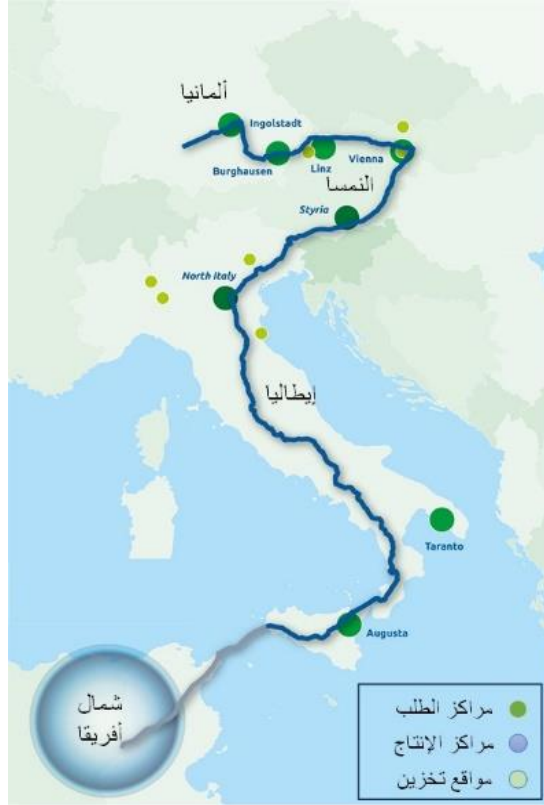 ألمانيا
Ingolstadt
Burghausen
Linz
Vienna
النمسا
Styria
North Italy
إيطاليا
Taranto
Augusta
شمال
أفريقا
مراكز الطلب
مراكز الإنتاج
مواقع تخزين